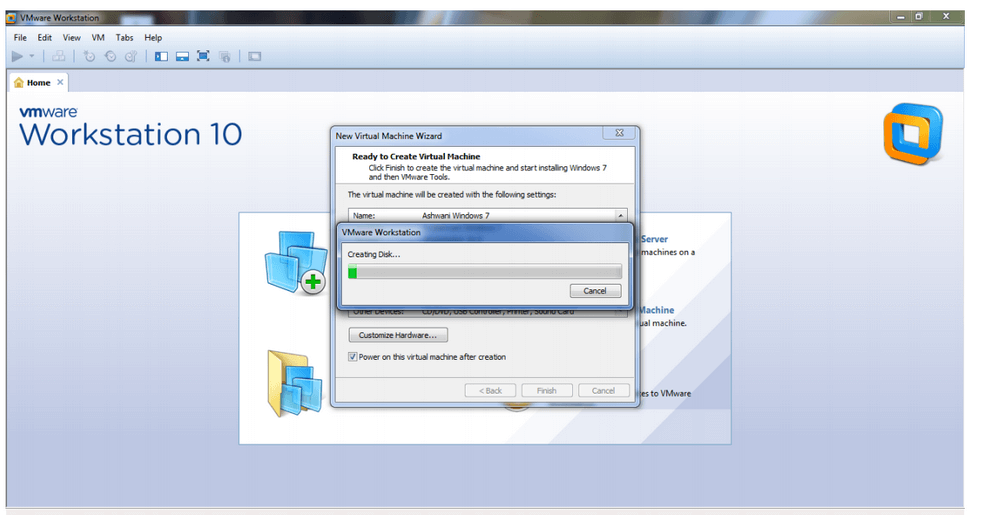 VMware Workstation
File Edit View VM Tabs Help
Home
vmware
Workstation 10
New Virtual Machine Wizard
Ready to Create Virtual Machine
Click Finish to create the virtual machine and start installing Windows 7
and then VMware Tools.
The virtual machine will be created with the following settings:
Name: Ashwani Windows 7
VMware Workstation
Creating Disk...
Cancel
Other Devices: CD/DVD, USB Controller, Printer, Sound Card
Customize Hardware...
Power on this virtual machine after creation
< Back Finish Cancel
Server
machines on a
Machine
ual machine.
es to VMware